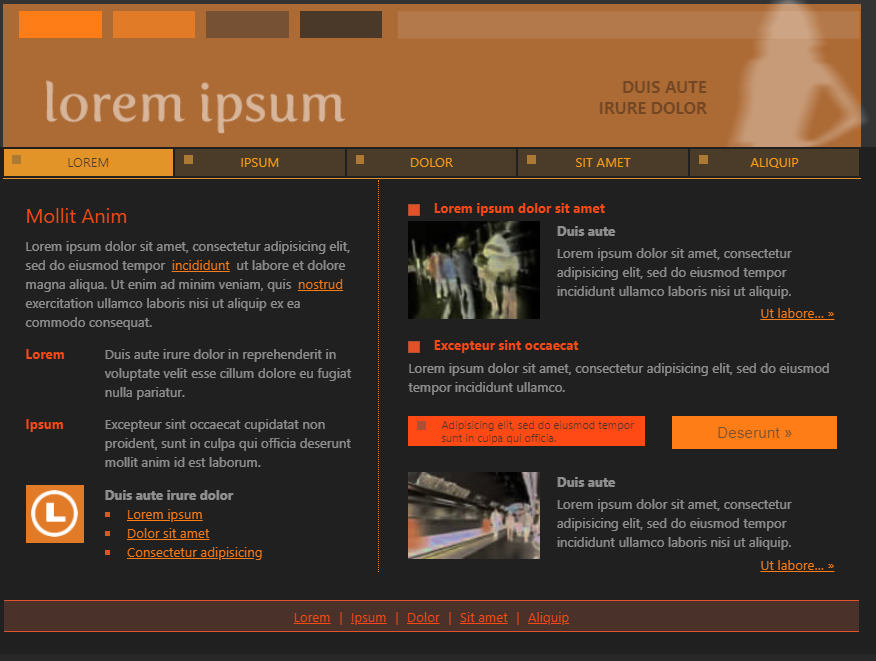 lorem ipsum
DUIS AUTE
IRURE DOLOR
LOREM
IPSUM
DOLOR
SIT AMET
ALIQUIP
Mollit Anim
Lorem ipsum dolor sit amet, consectetur adipisicing elit,
sed do eiusmod tempor incididunt ut labore et dolore
magna aliqua. Ut enim ad minim veniam, quis nostrud
exercitation ullamco laboris nisi ut aliquip ex ea
commodo consequat.
Lorem
Duis aute irure dolor in reprehenderit in
voluptate velit esse cillum dolore eu fugiat
nulla pariatur.
Ipsum
Excepteur sint occaecat cupidatat non
proident, sunt in culpa qui officia deserunt
mollit anim id est laborum.
L
Duis aute irure dolor
Lorem ipsum
Dolor sit amet
Consectetur adipisicing
Lorem ipsum dolor sit amet
Duis aute
Lorem ipsum dolor sit amet, consectetur
adipisicing elit, sed do eiusmod tempor
incididunt ut labore ullamco laboris nisi ut aliquip.
Ut labore... »
Excepteur sint occaecat
Lorem ipsum dolor sit amet, consectetur adipisicing elit, sed do eiusmod
tempor incididunt ullamco.
Adipisicing elit, sed do eiusmod tempor
sunt in culpa qui officia.
Deserunt »
Duis aute
Lorem ipsum dolor sit amet, consectetur
adipisicing elit, sed do eiusmod tempor
incididunt ullamco laboris nisi ut aliquip.
Ut labore... »
Lorem | Ipsum | Dolor | Sit amet | Aliquip